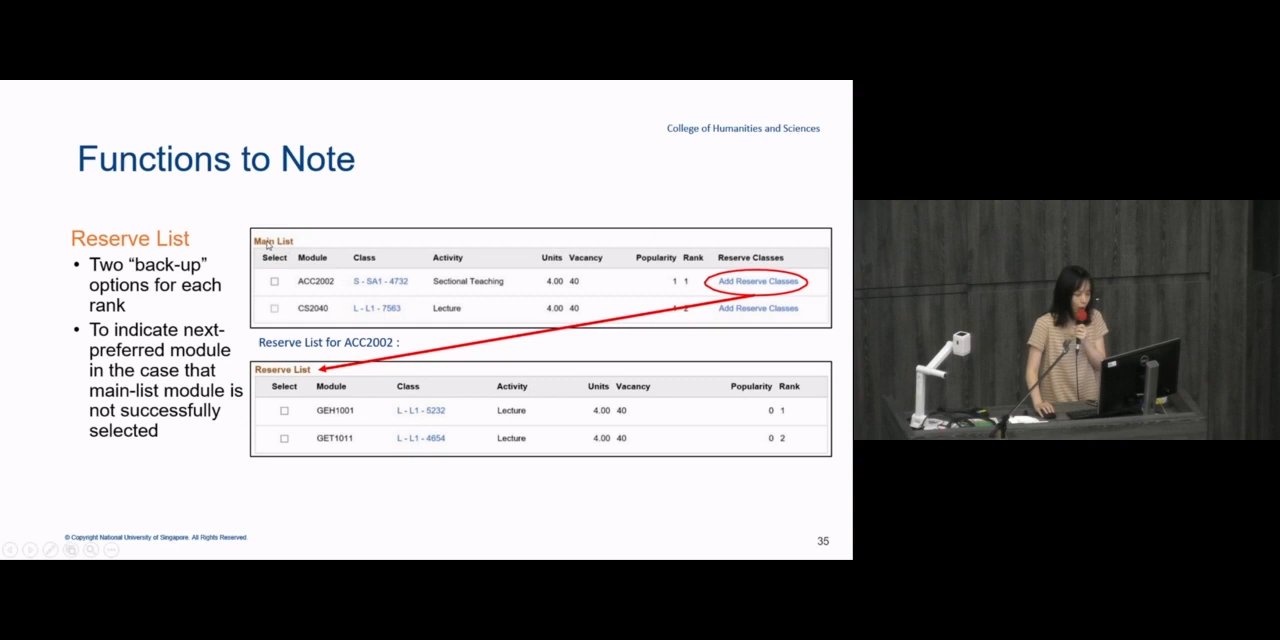 College of Humanities and Sciences
Functions to Note
Reserve List
• Two “back-up”
options for each
rank
• To indicate next-
preferred module
in the case that
main-list module is
not successfully
selected
Main List
Select Module Class Activity Units Vacancy Popularity Rank Reserve Classes
ACC2002 S - SA1 - 4732 Sectional Teaching 4.00 40 1 1 Add Reserve Classes
CS2040 L - L1 - 7563 Lecture 4.00 40 1 2 Add Reserve Classes
Reserve List for ACC2002 :
Reserve List
Select Module Class Activity Units Vacancy Popularity Rank
GEH1001 L - L1 - 5232 Lecture 4.00 40 0 1
GET1011 L - L1 - 4654 Lecture 4.00 40 0 2
© Copyright National University of Singapore. All Rights Reserved.
35